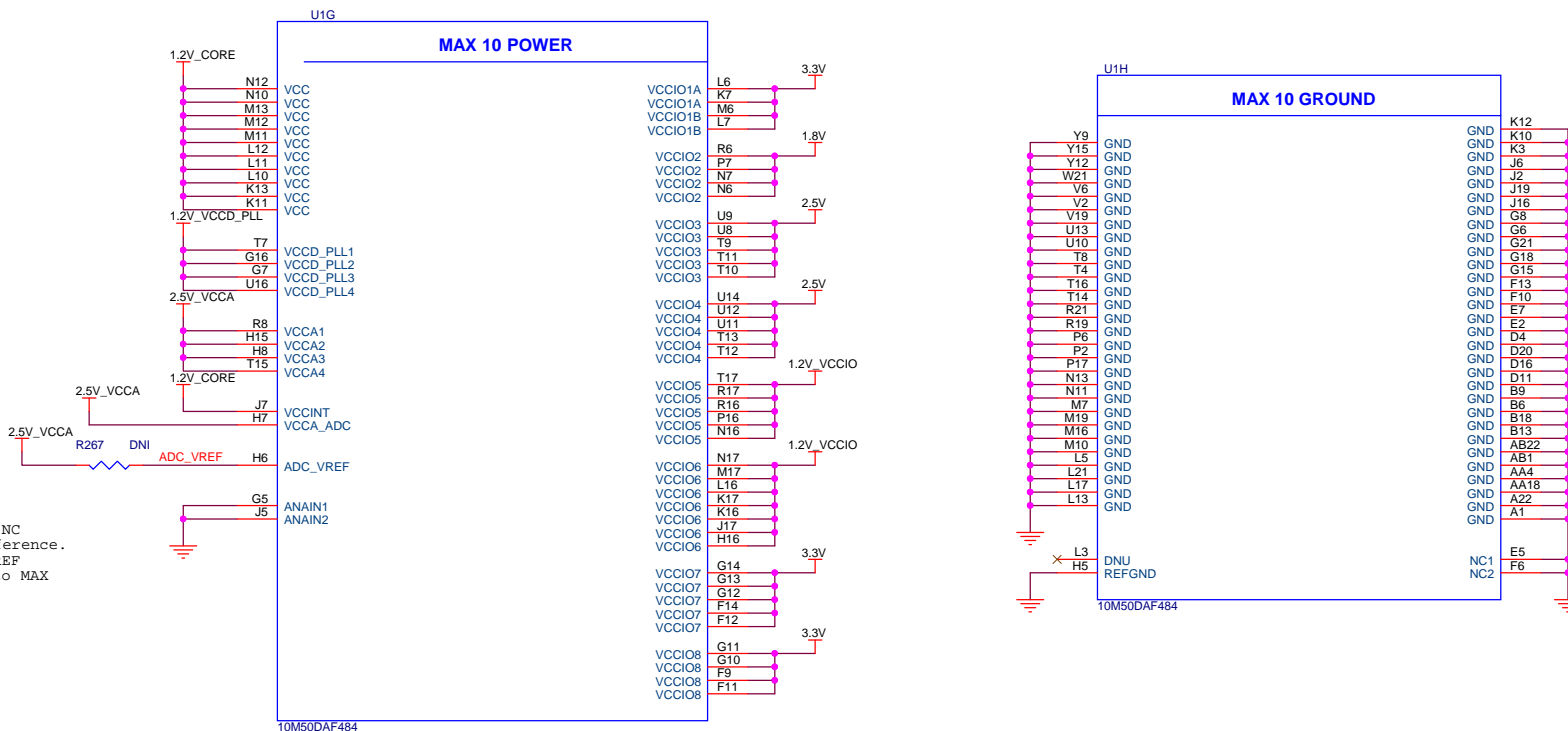 U1G
MAX 10 POWER
1.2V_CORE
N12 VCC
N10 VCC
M13 VCC
M12 VCC
M11 VCC
L12 VCC
L11 VCC
L10 VCC
K13 VCC
K11 VCC
1.2V_VCCD_PLL
T7 VCCD_PLL1
G16 VCCD_PLL2
G7 VCCD_PLL3
U16 VCCD_PLL4
2.5V_VCCA
R8 VCCA1
H15 VCCA2
H8 VCCA3
T15 VCCA4
1.2V_CORE
J7 VCCINT
2.5V_VCCA
H7 VCCA_ADC
2.5V_VCCA
R267 DNI
ADC_VREF
H6 ADC_VREF
G5 ANAIN1
J5 ANAIN2
NC
erence.
EF
o MAX
3.3V
VCCIO1A L6
VCCIO1A K7
VCCIO1B M6
VCCIO1B L7
1.8V
VCCIO2 R6
VCCIO2 P7
VCCIO2 N7
VCCIO2 N6
2.5V
VCCIO3 U9
VCCIO3 U8
VCCIO3 T9
VCCIO3 T11
VCCIO3 T10
2.5V
VCCIO4 U14
VCCIO4 U12
VCCIO4 U11
VCCIO4 T13
VCCIO4 T12
1.2V_VCCIO
VCCIO5 T17
VCCIO5 R17
VCCIO5 R16
VCCIO5 P16
VCCIO5 N16
1.2V_VCCIO
VCCIO6 N17
VCCIO6 M17
VCCIO6 L16
VCCIO6 K17
VCCIO6 K16
VCCIO6 J17
VCCIO6 H16
3.3V
VCCIO7 G14
VCCIO7 G13
VCCIO7 G12
VCCIO7 F14
VCCIO7 F12
3.3V
VCCIO8 G11
VCCIO8 G10
VCCIO8 F9
VCCIO8 F11
10M50DAF484
U1H
MAX 10 GROUND
Y9 GND
Y15 GND
Y12 GND
W21 GND
V6 GND
V2 GND
V19 GND
U13 GND
U10 GND
T8 GND
T4 GND
T16 GND
T14 GND
R21 GND
R19 GND
P6 GND
P2 GND
P17 GND
N13 GND
N11 GND
M7 GND
M19 GND
M16 GND
M10 GND
L5 GND
L21 GND
L17 GND
L13 GND
L3 DNU
H5 REFGND
GND K12
GND K10
GND K3
GND J6
GND J2
GND J19
GND J16
GND G8
GND G6
GND G21
GND G18
GND G15
GND F13
GND F10
GND E7
GND E2
GND D4
GND D20
GND D16
GND D11
GND B9
GND B6
GND B18
GND B13
GND AB22
GND AB1
GND AA4
GND AA18
GND A22
GND A1
NC1 E5
NC2 F6
10M50DAF484